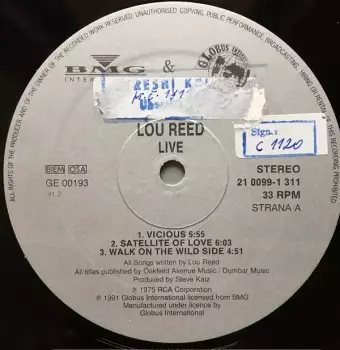 ALL RIGHTS OF THE PRODUCER AND OF THE OWNER OF THE RECORDED WORK RESERVED. UNAUTHORISED COPYING, PUBLIC PERFORMANCE, BROADCASTING, HIRING OR RENTAL OF THIS RECORDING PROHIBITED.
BMG & GLOBUS
INTER
LOU REED
LIVE
Sign.:
C 1120
BIEM OSA
STEREO
GE 00193
21 0099-1 311
33 RPM
STRANA A
1. VICIOUS 5:55
2. SATELLITE OF LOVE 6:03
3. WALK ON THE WILD SIDE 4:51
All Songs written by Lou Reed
All titles published by Oakfield Avenue Music / Dunbar Music
Produced by Steve Katz
℗ 1975 RCA Corporation
℗ 1991 Globus International licensed from BMG
Manufactured under licence by
Globus International